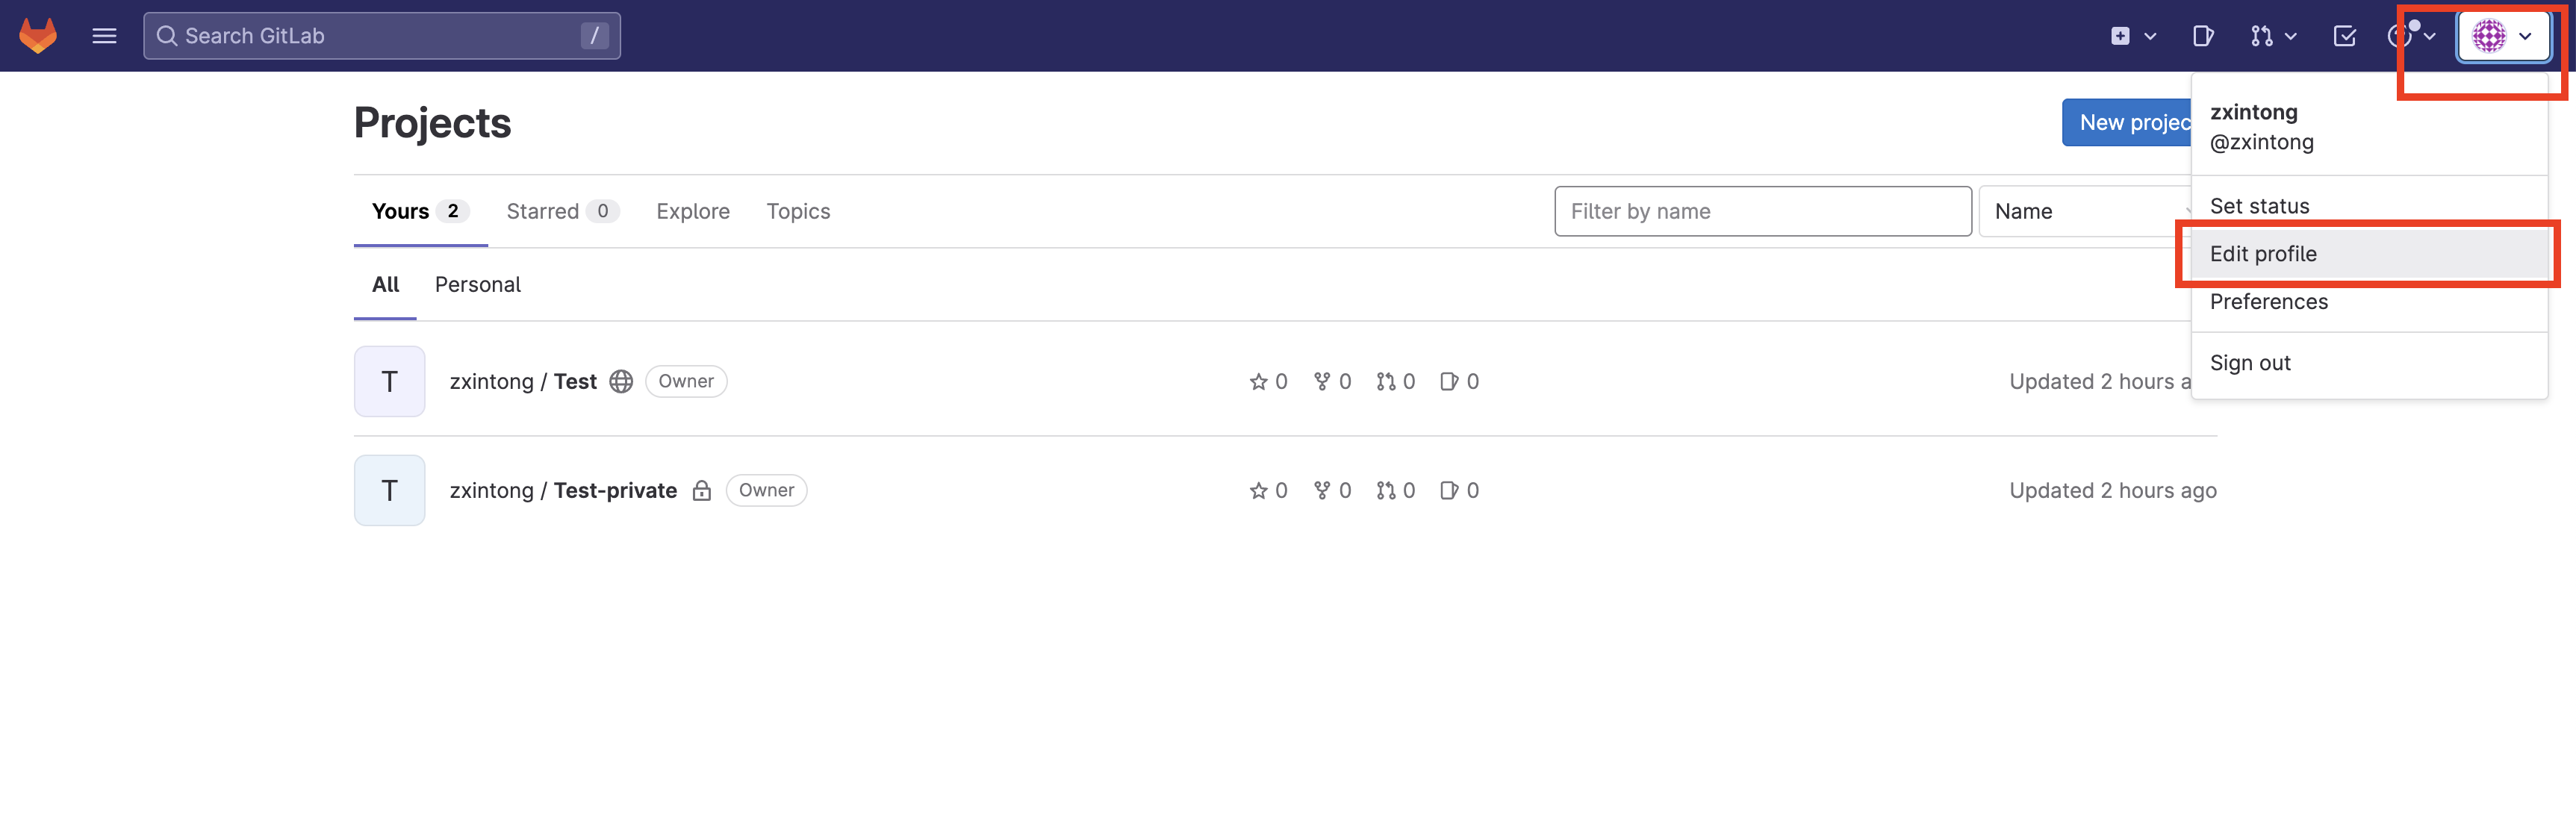 Search GitLab /
Projects
New projec
zxintong
@zxintong
Yours 2 Starred 0 Explore Topics
Filter by name
Name
Set status
Edit profile
Preferences
Sign out
All Personal
T zxintong / Test Owner 0 0 0 0 Updated 2 hours a
T zxintong / Test-private Owner 0 0 0 0 Updated 2 hours ago